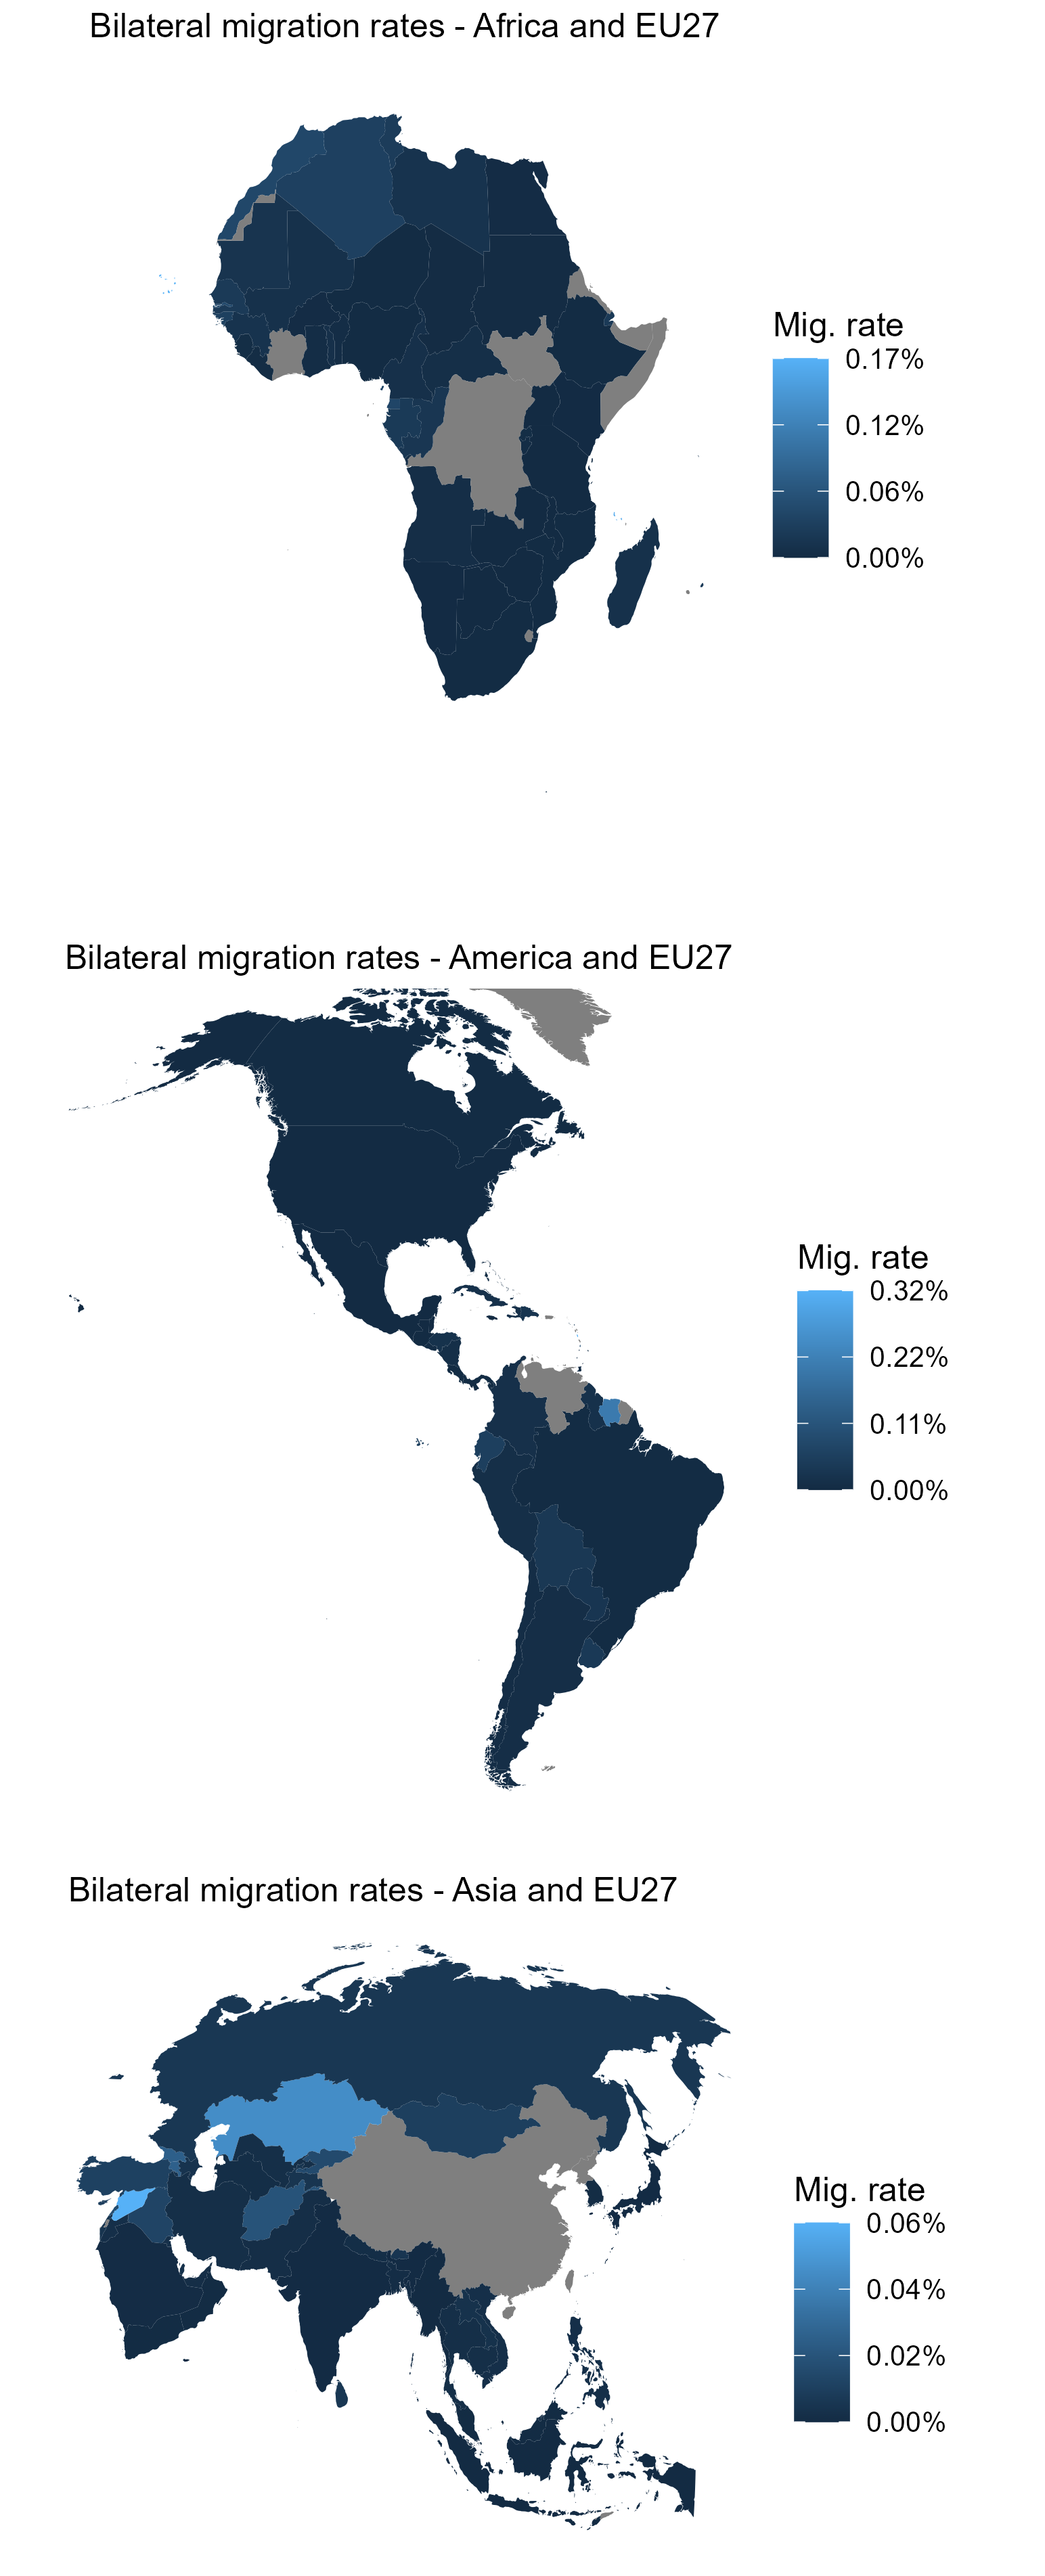 Bilateral migration rates - Africa and EU27
Mig. rate
0.17%
0.12%
0.06%
0.00%
Bilateral migration rates - America and EU27
Mig. rate
0.32%
0.22%
0.11%
0.00%
Bilateral migration rates - Asia and EU27
Mig. rate
0.06%
0.04%
0.02%
0.00%